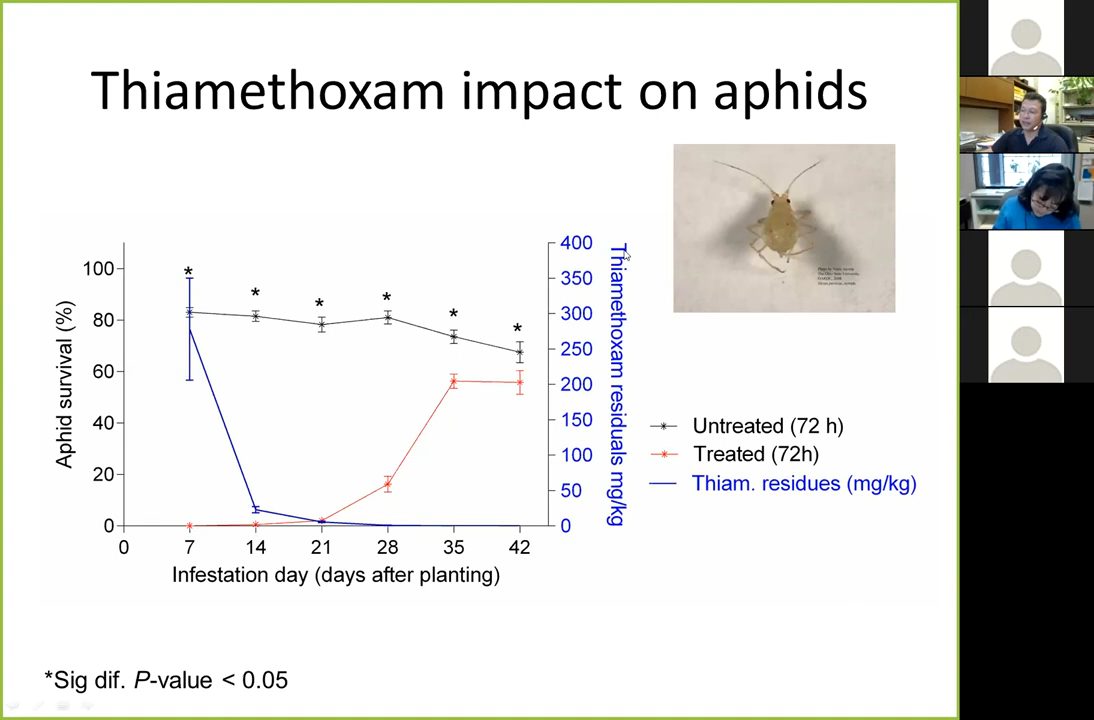 Thiamethoxam impact on aphids
Aphid survival (%)
100
80
60
40
20
0
* * * * * *
400
350
300
250
200
150
100
50
0
Thiamethoxam residuals mg/kg
0 7 14 21 28 35 42
Infestation day (days after planting)
Untreated (72 h)
Treated (72h)
Thiam. residues (mg/kg)
*Sig dif. P-value < 0.05